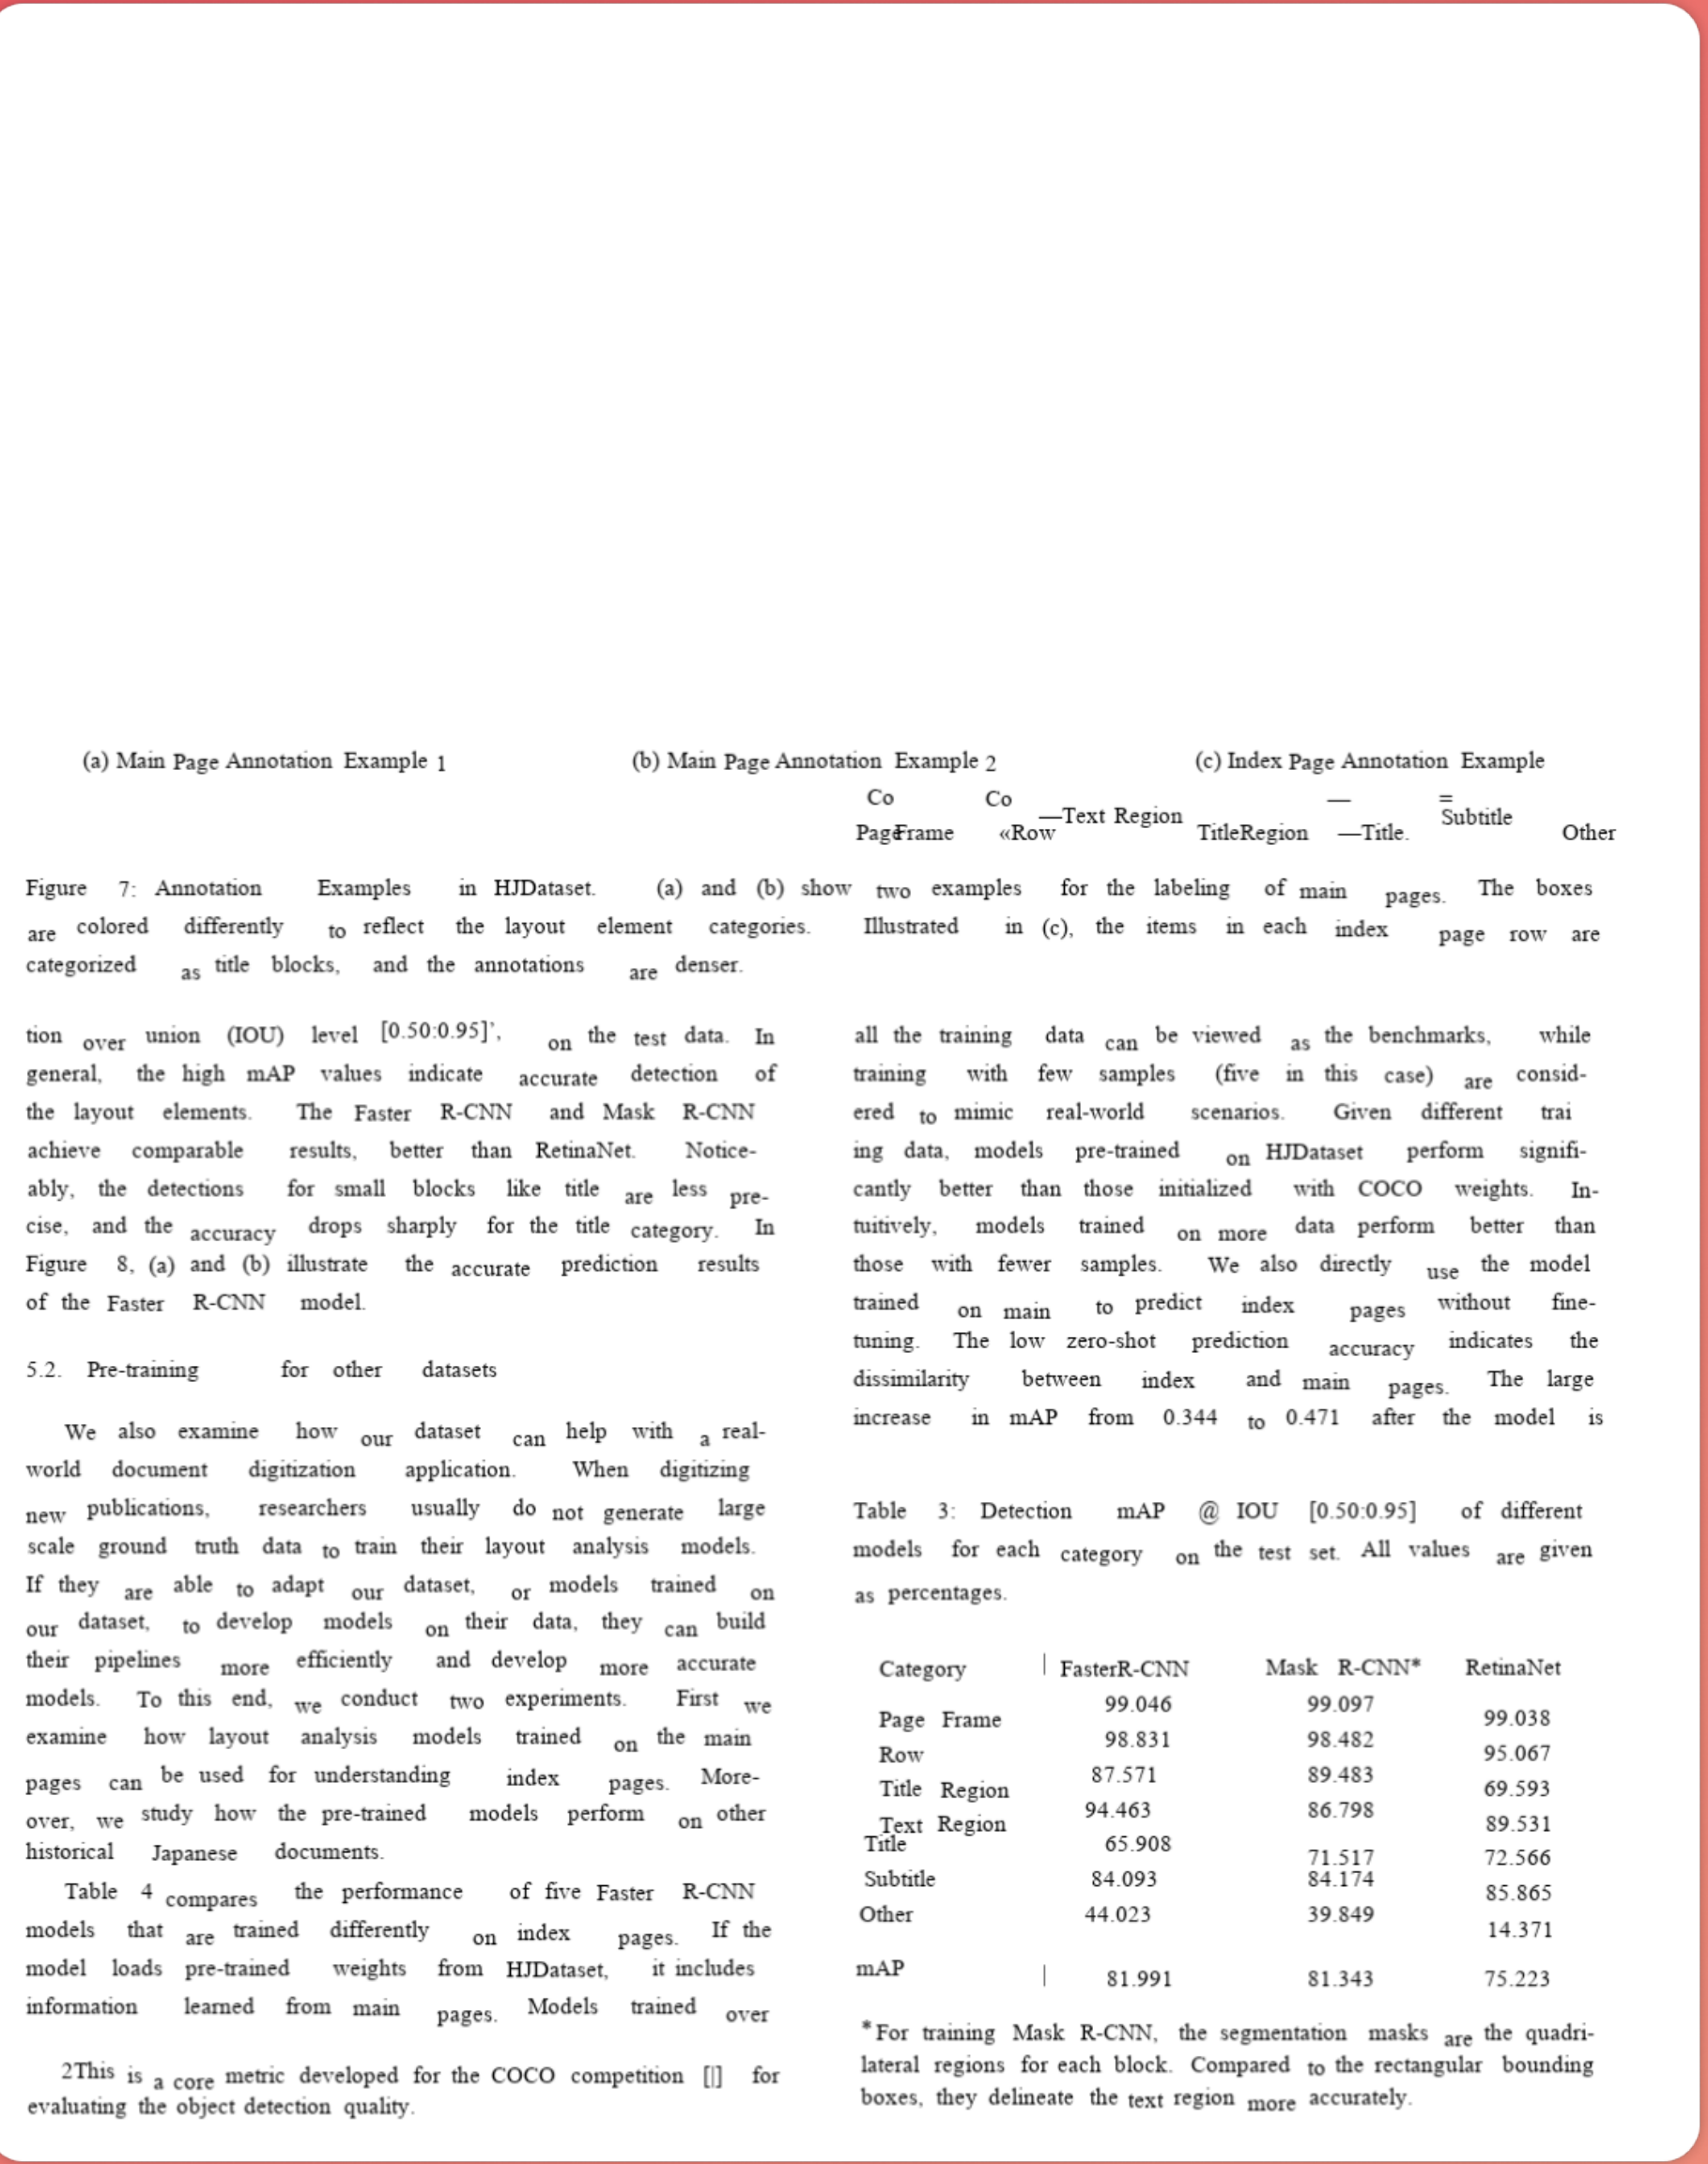 (a) Main Page Annotation Example 1
(b) Main Page Annotation Example 2
(c) Index Page Annotation Example
Co Co — =
—Text Region Subtitle
PageFrame «Row TitleRegion —Title. Other
Figure 7: Annotation Examples in HJDataset. (a) and (b) show two examples for the labeling of main pages. The boxes
are colored differently to reflect the layout element categories. Illustrated in (c), the items in each index page row are
categorized as title blocks, and the annotations are denser.
tion over union (IOU) level [0.50:0.95]’, on the test data. In
general, the high mAP values indicate accurate detection of
the layout elements. The Faster R-CNN and Mask R-CNN
achieve comparable results, better than RetinaNet. Notice-
ably, the detections for small blocks like title are less pre-
cise, and the accuracy drops sharply for the title category. In
Figure 8, (a) and (b) illustrate the accurate prediction results
of the Faster R-CNN model.
5.2. Pre-training for other datasets
We also examine how our dataset can help with a real-
world document digitization application. When digitizing
new publications, researchers usually do not generate large
scale ground truth data to train their layout analysis models.
If they are able to adapt our dataset, or models trained on
our dataset, to develop models on their data, they can build
their pipelines more efficiently and develop more accurate
models. To this end, we conduct two experiments. First we
examine how layout analysis models trained on the main
pages can be used for understanding index pages. More-
over, we study how the pre-trained models perform on other
historical Japanese documents.
Table 4 compares the performance of five Faster R-CNN
models that are trained differently on index pages. If the
model loads pre-trained weights from HJDataset, it includes
information learned from main pages. Models trained over
2This is a core metric developed for the COCO competition [|] for
evaluating the object detection quality.
all the training data can be viewed as the benchmarks, while
training with few samples (five in this case) are consid-
ered to mimic real-world scenarios. Given different trai
ing data, models pre-trained on HJDataset perform signifi-
cantly better than those initialized with COCO weights. In-
tuitively, models trained on more data perform better than
those with fewer samples. We also directly use the model
trained on main to predict index pages without fine-
tuning. The low zero-shot prediction accuracy indicates the
dissimilarity between index and main pages. The large
increase in mAP from 0.344 to 0.471 after the model is
Table 3: Detection mAP @ IOU [0.50:0.95] of different
models for each category on the test set. All values are given
as percentages.
Category | FasterR-CNN Mask R-CNN* RetinaNet
Page Frame 99.046 99.097 99.038
Row 98.831 98.482 95.067
Title Region 87.571 89.483 69.593
Text Region 94.463 86.798 89.531
Title 65.908 71.517 72.566
Subtitle 84.093 84.174 85.865
Other 44.023 39.849 14.371
mAP | 81.991 81.343 75.223
*For training Mask R-CNN, the segmentation masks are the quadri-
lateral regions for each block. Compared to the rectangular bounding
boxes, they delineate the text region more accurately.